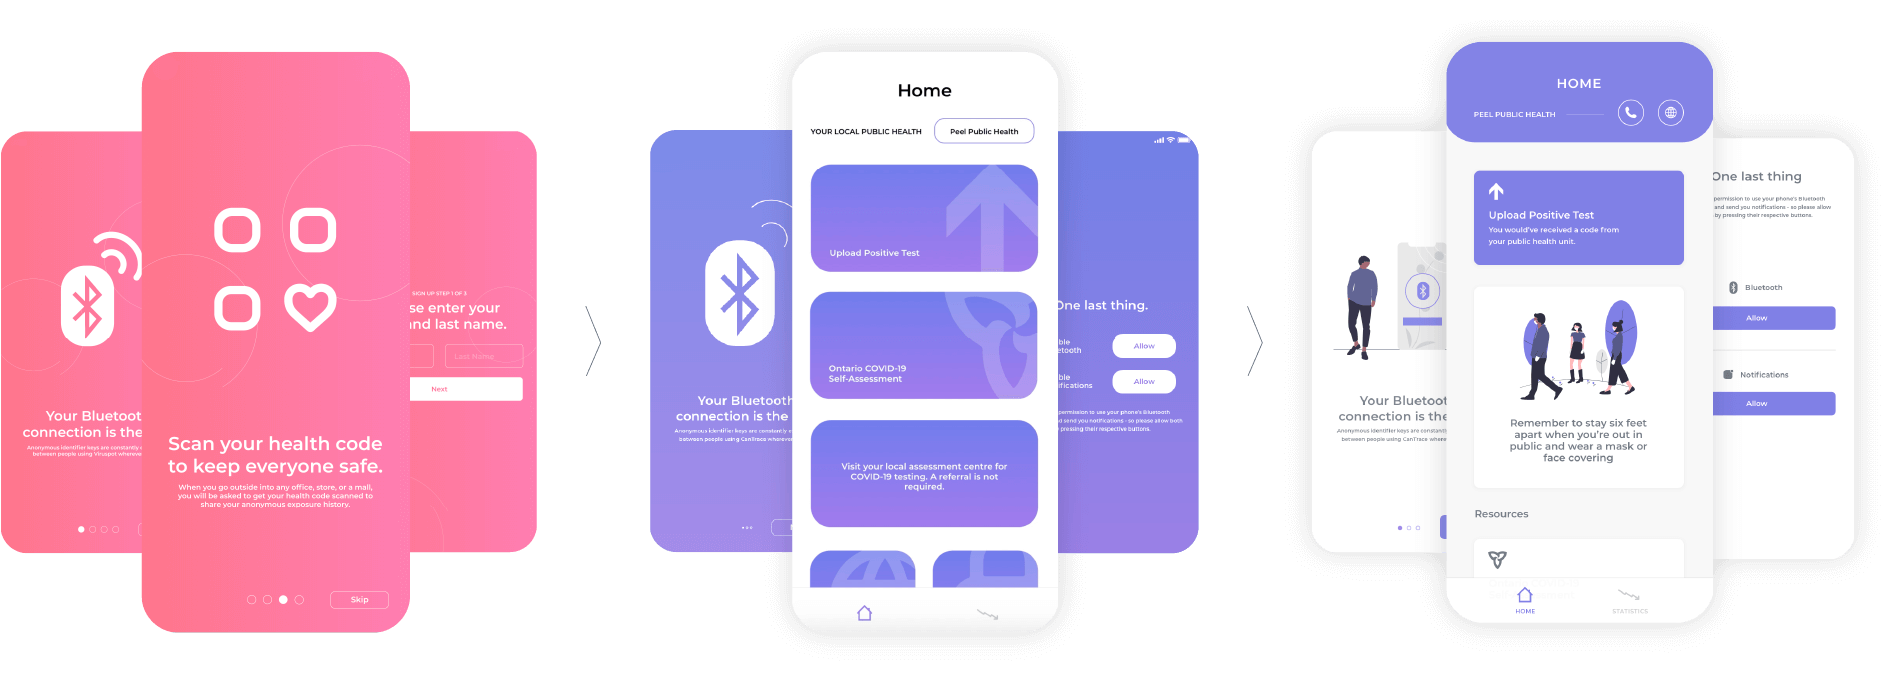 Your Bluetoot
connection is the
Anonymous identifier keys are constantly
between people using Viruspot whereve
Scan your health code
to keep everyone safe.
When you go outside into any office, store, or a mall,
you will be asked to get your health code scanned to
share your anonymous exposure history.
Skip
SIGN UP STEP 1 OF 3
se enter your
nd last name.
Last Name
Next
Your Bluetooth
connection is the
Anonymous identifier keys are constantly
between people using CanTrace whereve
Home
YOUR LOCAL PUBLIC HEALTH
Peel Public Health
Upload Positive Test
Ontario COVID-19
Self-Assessment
Visit your local assessment centre for
COVID-19 testing. A referral is not
required.
One last thing.
ble
etooth
Allow
ble
ifications
Allow
permission to use your phone's Bluetooth
d send you notifications - so please allow both
pressing their respective buttons.
Your Bluetoot
connection is the
Anonymous identifier keys are constantly
between people using CanTrace where
HOME
PEEL PUBLIC HEALTH
Upload Positive Test
You would've received a code from
your public health unit.
Remember to stay six feet
apart when you're out in
public and wear a mask or
face covering
Resources
HOME
STATISTICS
One last thing
permission to use your phone's Bluetooth
and send you notifications - so please allow
by pressing their respective buttons.
Bluetooth
Allow
Notifications
Allow